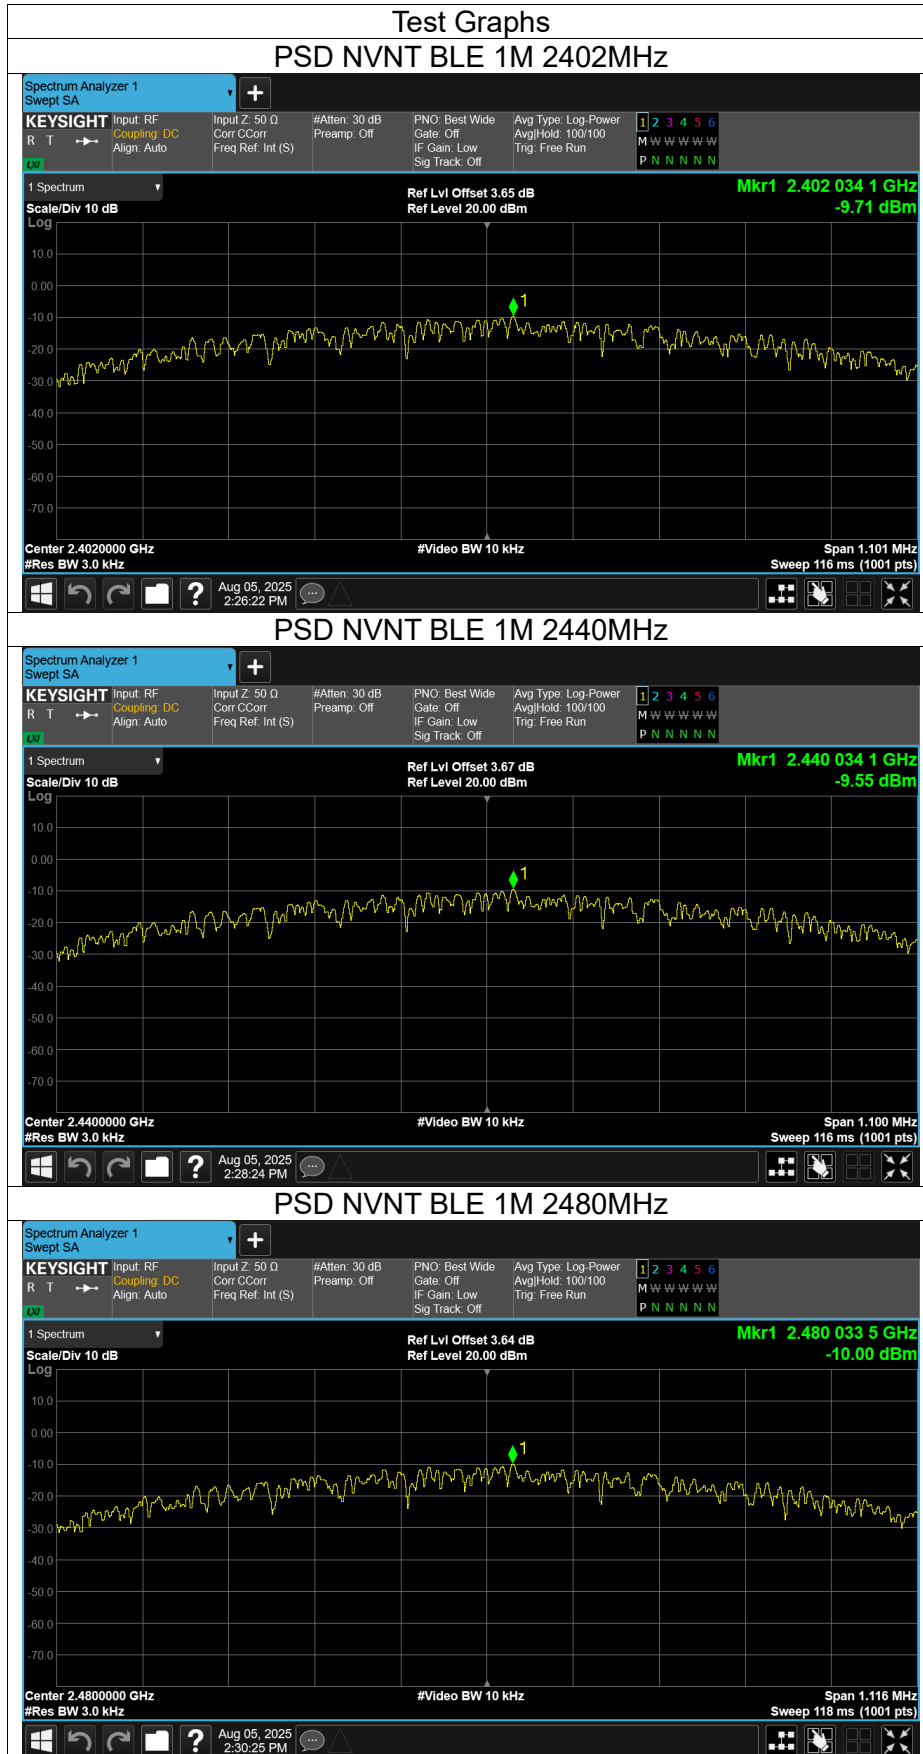 Test Graphs
PSD NVNT BLE 1M 2402MHz
Spectrum Analyzer 1
Swept SA
+
KEYSIGHT Input: RF Input Z: 50 Ω #Atten: 30 dB PNO: Best Wide Avg Type: Log-Power 1 2 3 4 5 6
R T Coupling: DC Corr CCorr Preamp: Off Gate: Off Avg|Hold: 100/100 M W W W W W
Align: Auto Freq Ref: Int (S) IF Gain: Low Trig: Free Run
LXI Sig Track: Off P N N N N N
1 Spectrum Ref Lvl Offset 3.65 dB Mkr1 2.402 034 1 GHz
Scale/Div 10 dB Ref Level 20.00 dBm -9.71 dBm
Log
10.0
0.00
1
-10.0
-20.0
-30.0
-40.0
-50.0
-60.0
-70.0
Center 2.4020000 GHz #Video BW 10 kHz Span 1.101 MHz
#Res BW 3.0 kHz Sweep 116 ms (1001 pts)
? Aug 05, 2025
2:26:22 PM
PSD NVNT BLE 1M 2440MHz
Spectrum Analyzer 1
Swept SA
+
KEYSIGHT Input: RF Input Z: 50 Ω #Atten: 30 dB PNO: Best Wide Avg Type: Log-Power 1 2 3 4 5 6
R T Coupling: DC Corr CCorr Preamp: Off Gate: Off Avg|Hold: 100/100 M W W W W W
Align: Auto Freq Ref: Int (S) IF Gain: Low Trig: Free Run
LXI Sig Track: Off P N N N N N
1 Spectrum Ref Lvl Offset 3.67 dB Mkr1 2.440 034 1 GHz
Scale/Div 10 dB Ref Level 20.00 dBm -9.55 dBm
Log
10.0
0.00
1
-10.0
-20.0
-30.0
-40.0
-50.0
-60.0
-70.0
Center 2.4400000 GHz #Video BW 10 kHz Span 1.100 MHz
#Res BW 3.0 kHz Sweep 116 ms (1001 pts)
? Aug 05, 2025
2:28:24 PM
PSD NVNT BLE 1M 2480MHz
Spectrum Analyzer 1
Swept SA
+
KEYSIGHT Input: RF Input Z: 50 Ω #Atten: 30 dB PNO: Best Wide Avg Type: Log-Power 1 2 3 4 5 6
R T Coupling: DC Corr CCorr Preamp: Off Gate: Off Avg|Hold: 100/100 M W W W W W
Align: Auto Freq Ref: Int (S) IF Gain: Low Trig: Free Run
LXI Sig Track: Off P N N N N N
1 Spectrum Ref Lvl Offset 3.64 dB Mkr1 2.480 033 5 GHz
Scale/Div 10 dB Ref Level 20.00 dBm -10.00 dBm
Log
10.0
0.00
1
-10.0
-20.0
-30.0
-40.0
-50.0
-60.0
-70.0
Center 2.4800000 GHz #Video BW 10 kHz Span 1.116 MHz
#Res BW 3.0 kHz Sweep 118 ms (1001 pts)
? Aug 05, 2025
2:30:25 PM